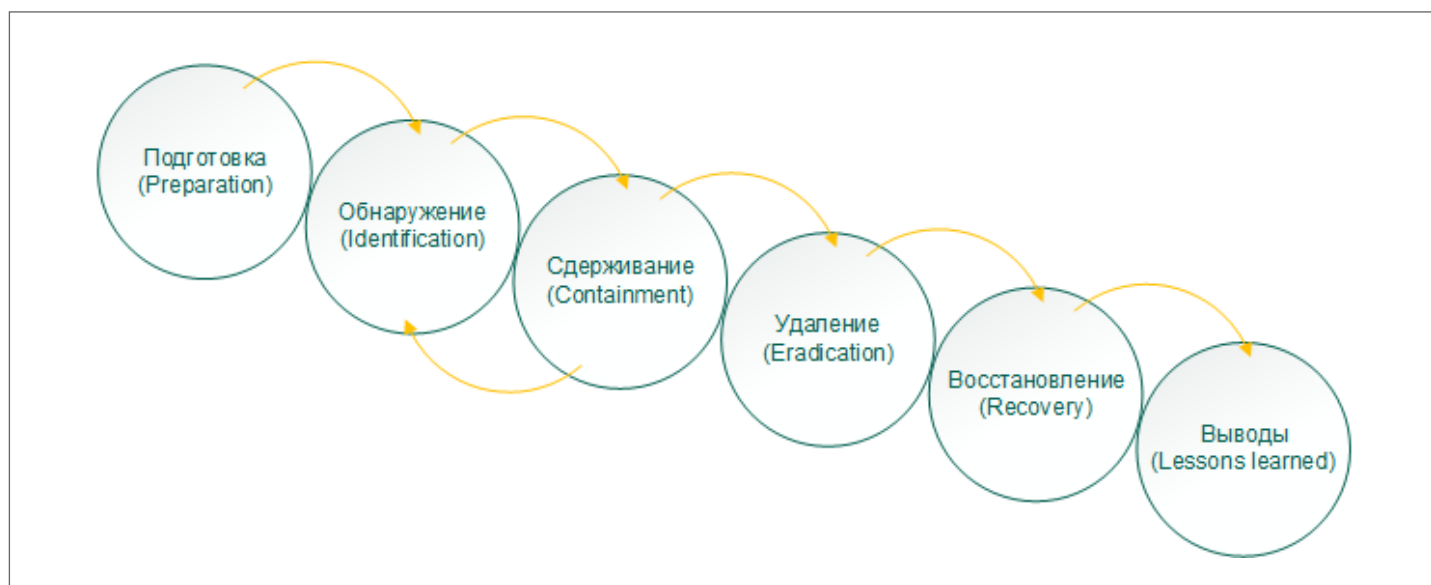 Подготовка
(Preparation)
Обнаружение
(Identification)
Сдерживание
(Containment)
Удаление
(Eradication)
Восстановление
(Recovery)
Выводы
(Lessons learned)